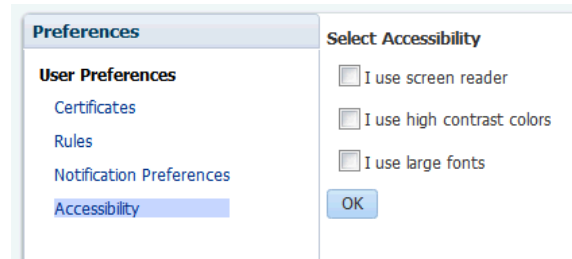 Preferences
User Preferences
Certificates
Rules
Notification Preferences
Accessibility
Select Accessibility
I use screen reader
I use high contrast colors
I use large fonts
OK